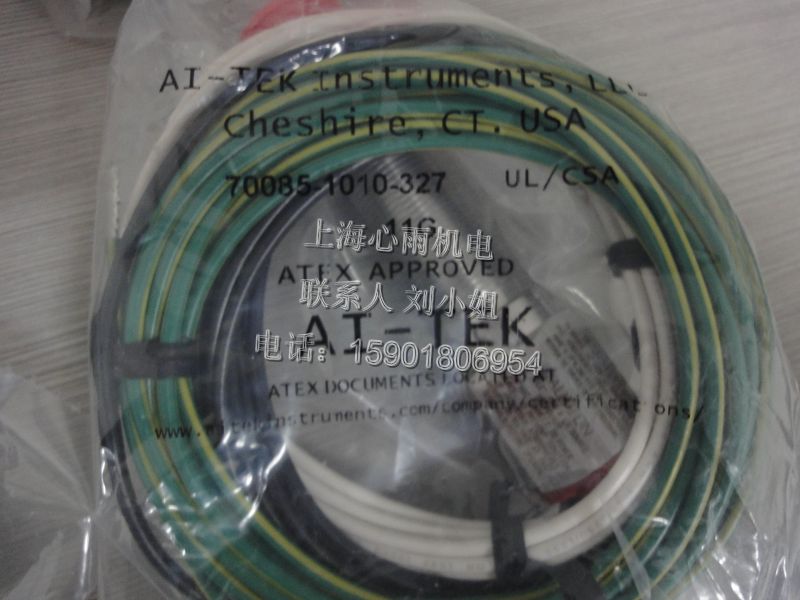 AI-TEK Instruments, LLC
Cheshire, CT. USA
70085-1010-327 UL/CSA
116
上海心雨机电
ATEX APPROVED
联系人 刘小姐
AI-TEK
电话：15901806954
ATEX DOCUMENTS LOCATED AT
www.aitekinstruments.com/company/certifications/